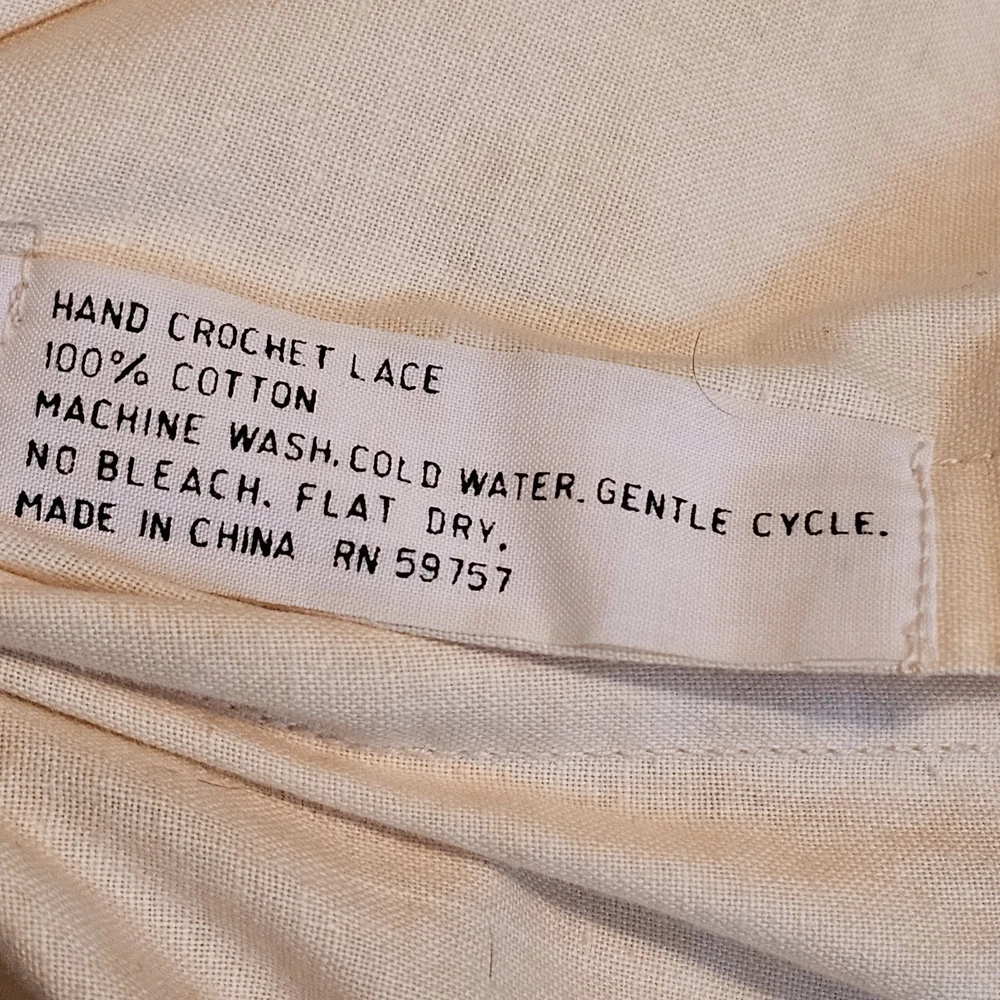 HAND CROCHET LACE
100% COTTON
MACHINE WASH. COLD WATER. GENTLE CYCLE.
NO BLEACH. FLAT DRY.
MADE IN CHINA RN 59757